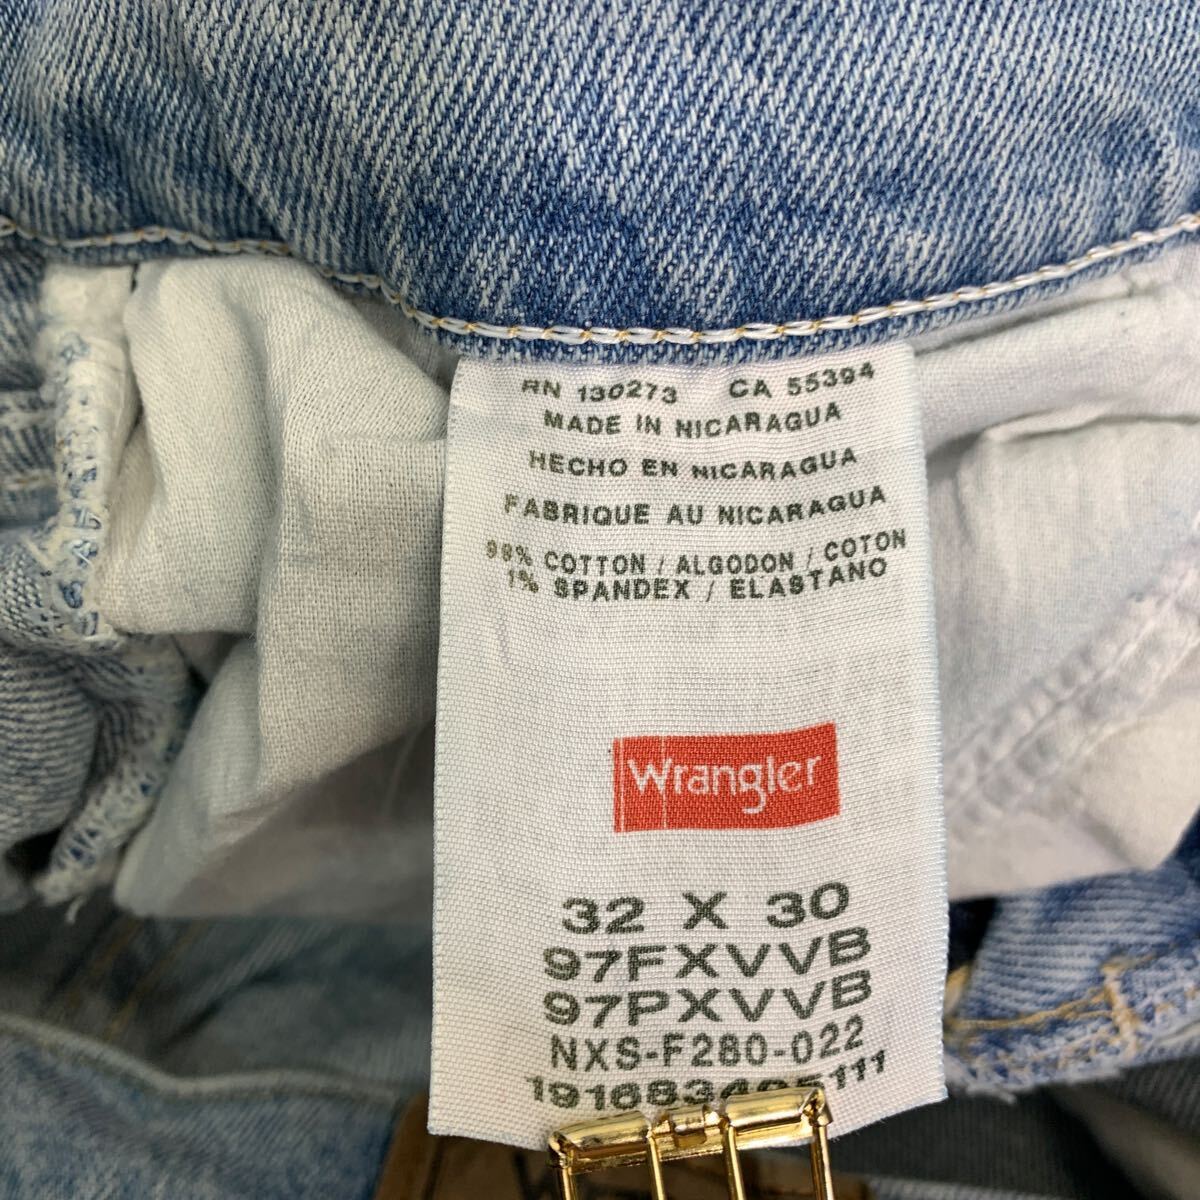 RN 130273 CA 55394
MADE IN NICARAGUA
HECHO EN NICARAGUA
FABRIQUE AU NICARAGUA
99% COTTON / ALGODON / COTON
1% SPANDEX / ELASTANO
Wrangler
32 X 30
97FXVVB
97PXVVB
NXS-F280-022